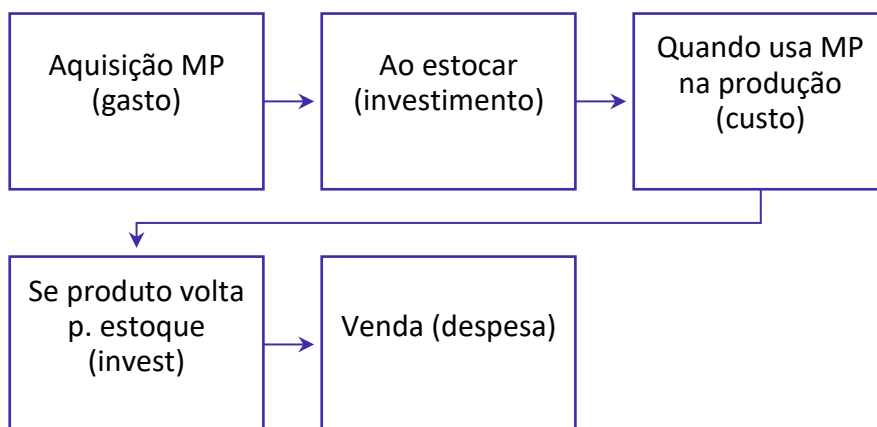 Aquisição MP
(gasto)
Ao estocar
(investimento)
Quando usa MP
na produção
(custo)
Se produto volta
p. estoque
(invest)
Venda (despesa)